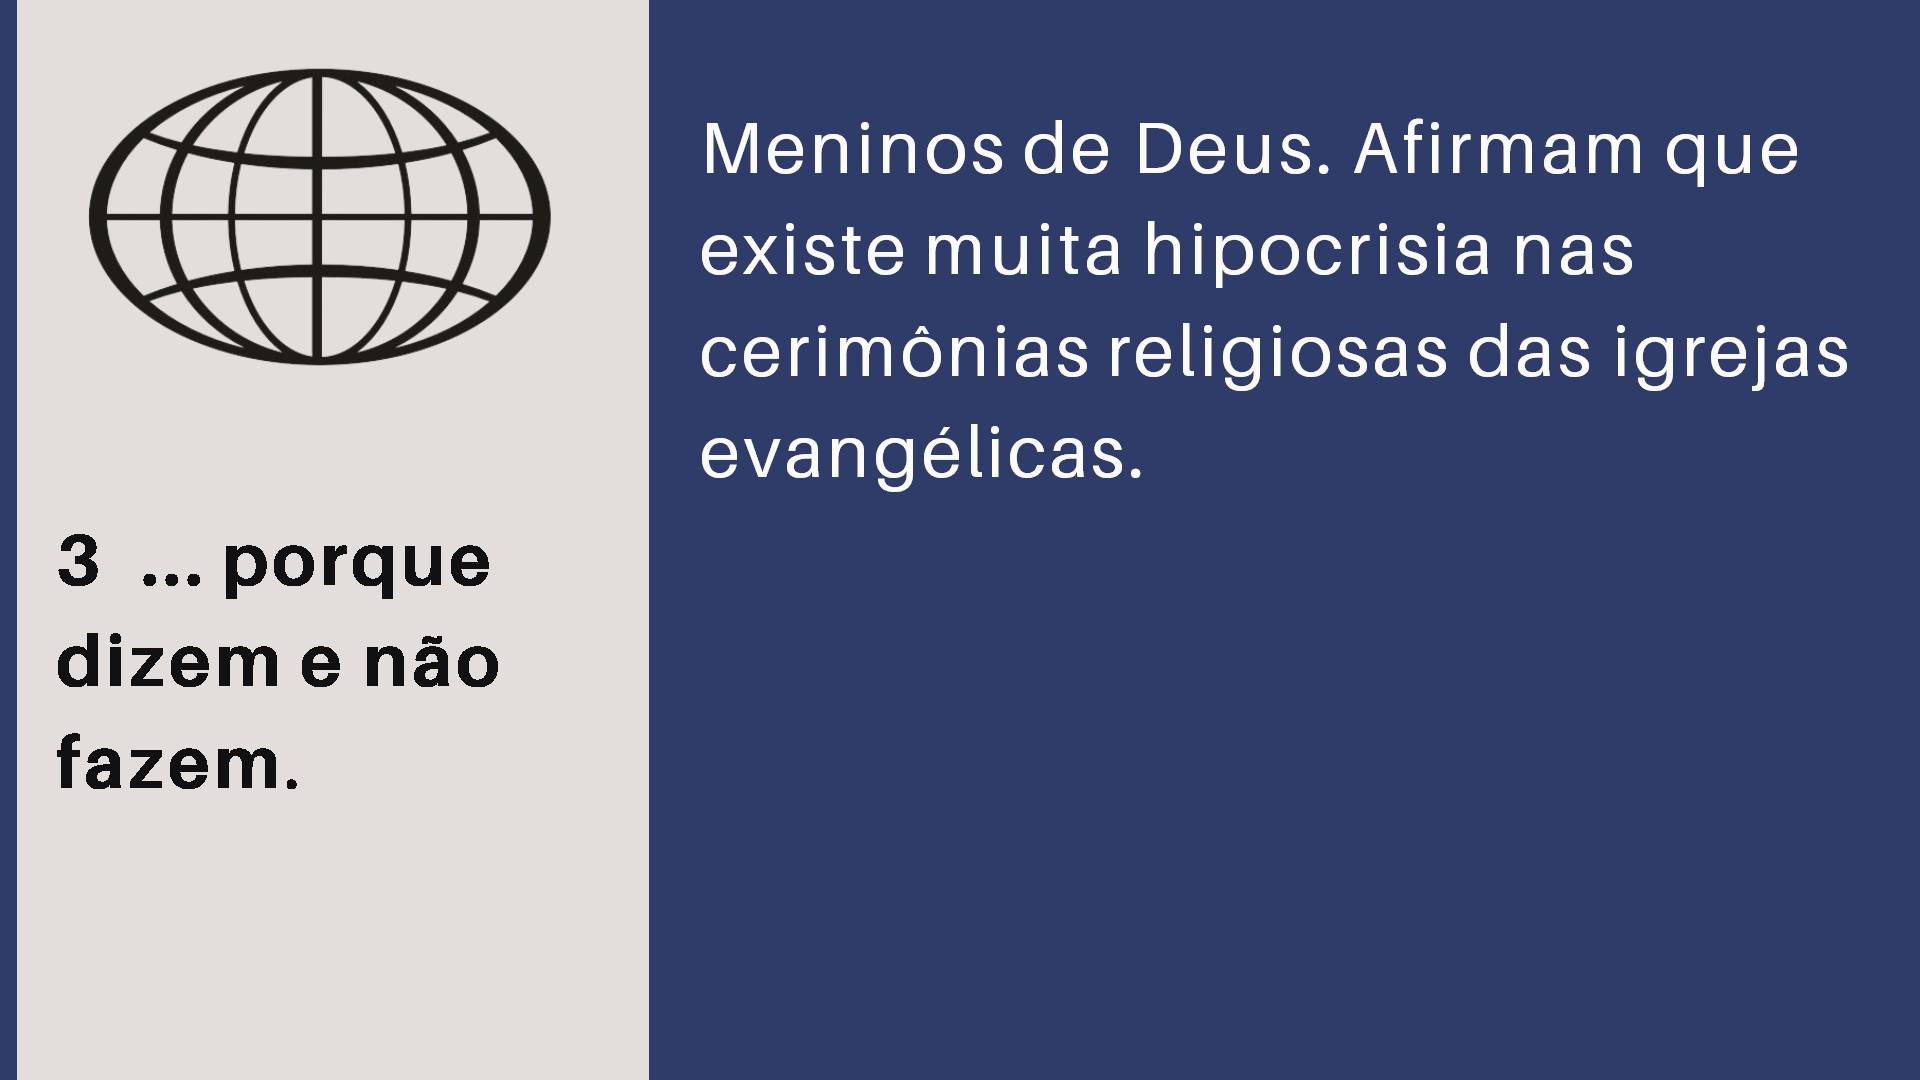 3 ... porque
dizem e não
fazem.
Meninos de Deus. Afirmam que
existe muita hipocrisia nas
cerimônias religiosas das igrejas
evangélicas.